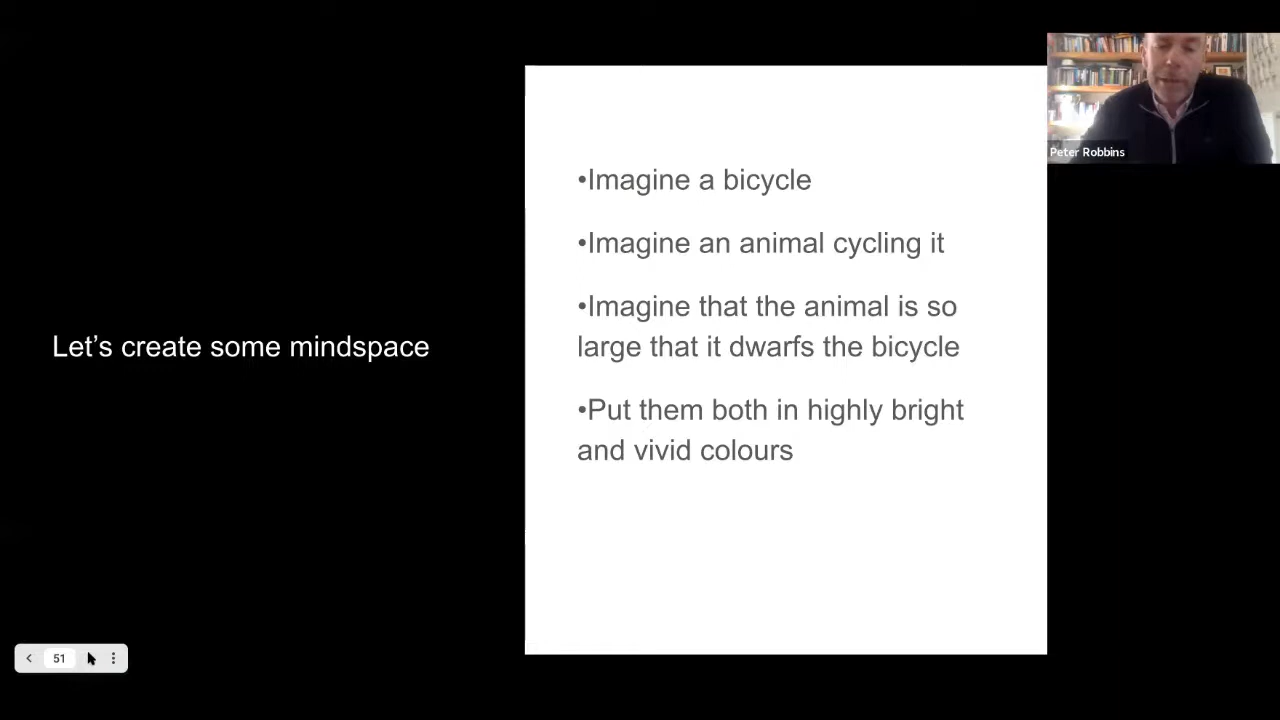 Let’s create some mindspace
•Imagine a bicycle
•Imagine an animal cycling it
•Imagine that the animal is so
large that it dwarfs the bicycle
•Put them both in highly bright
and vivid colours
Peter Robbins
51